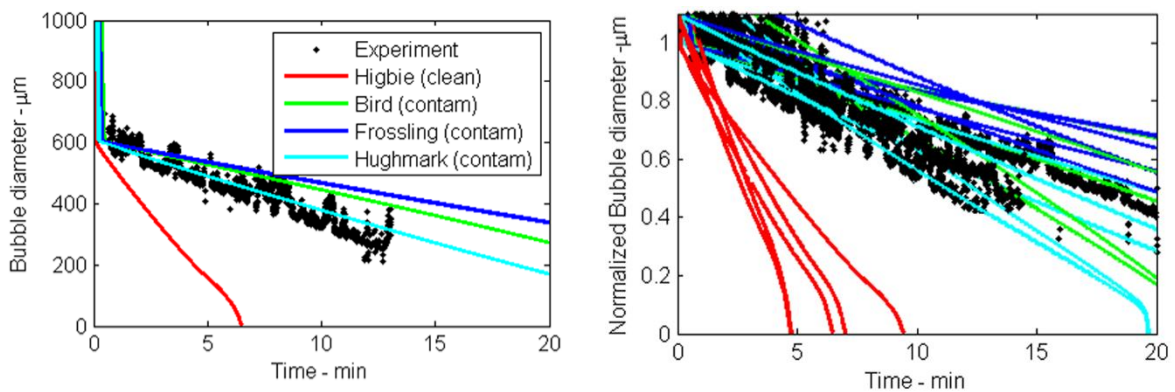 1000
800
600
400
200
0
Bubble diameter - µm
0 5 10 15 20
Time - min
Experiment
Higbie (clean)
Bird (contam)
Frossling (contam)
Hughmark (contam)
1
0.8
0.6
0.4
0.2
0
Normalized Bubble diameter -µm
0 5 10 15 20
Time - min